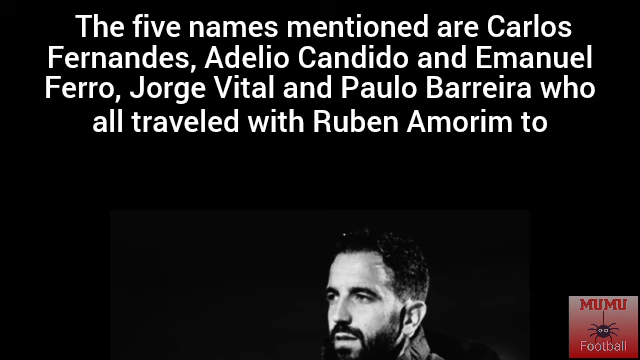 The five names mentioned are Carlos
Fernandes, Adelio Candido and Emanuel
Ferro, Jorge Vital and Paulo Barreira who
all traveled with Ruben Amorim to
MUMU
Football